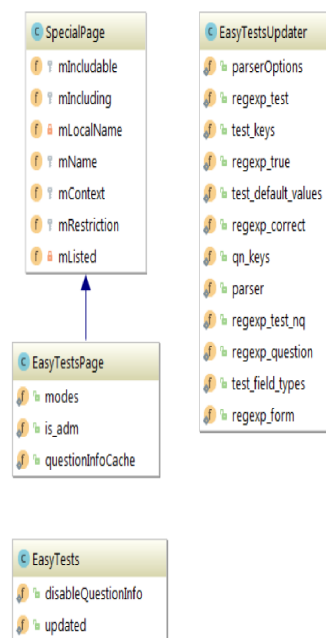 SpecialPage
mIncludable
mIncluding
mLocalName
mName
mContext
mRestriction
mListed
EasyTestsPage
modes
is_adm
questionInfoCache
EasyTests
disableQuestionInfo
updated
EasyTestsUpdater
parserOptions
regexp_test
test_keys
regexp_true
test_default_values
regexp_correct
qn_keys
parser
regexp_test_nq
regexp_question
test_field_types
regexp_form